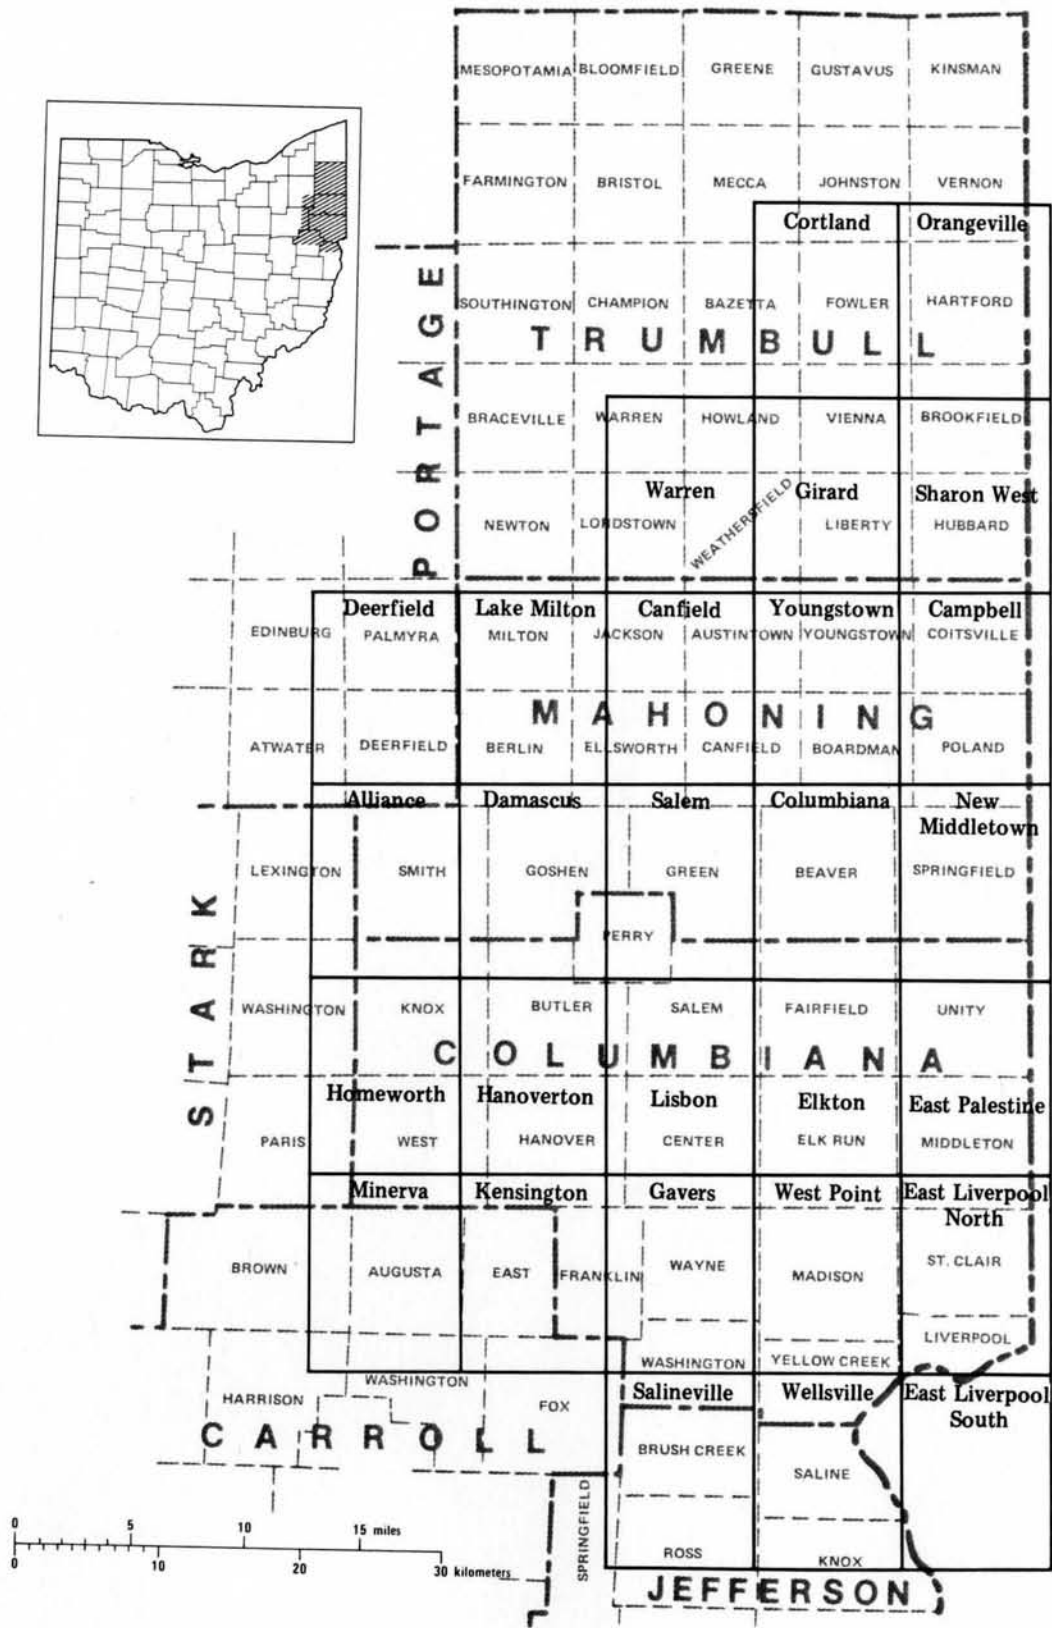 MESOPOTAMIA BLOOMFIELD GREENE GUSTAVUS KINSMAN
FARMINGTON BRISTOL MECCA JOHNSTON VERNON
Cortland Orangeville
SOUTHINGTON CHAMPION BAZETTA FOWLER HARTFORD
TRUMBULL
PORTAGE
BRACEVILLE WARREN HOWLAND VIENNA BROOKFIELD
Warren Girard Sharon West
NEWTON LORDSTOWN WEATHERSFIELD LIBERTY HUBBARD
Deerfield Lake Milton Canfield Youngstown Campbell
EDINBURG PALMYRA MILTON JACKSON AUSTINTOWN YOUNGSTOWN COITSVILLE
MAHONING
ATWATER DEERFIELD BERLIN ELLSWORTH CANFIELD BOARDMAN POLAND
Alliance Damascus Salem Columbiana New
Middletown
LEXINGTON SMITH GOSHEN GREEN BEAVER SPRINGFIELD
PERRY
STARK
WASHINGTON KNOX BUTLER SALEM FAIRFIELD UNITY
COLUMBIANA
Homeworth Hanoverton Lisbon Elkton East Palestine
PARIS WEST HANOVER CENTER ELK RUN MIDDLETON
Minerva Kensington Gavers West Point East Liverpool
North
BROWN AUGUSTA EAST FRANKLIN WAYNE MADISON ST. CLAIR
LIVERPOOL
WASHINGTON WASHINGTON YELLOW CREEK
HARRISON FOX Salineville Wellsville East Liverpool
South
CARROLL
BRUSH CREEK SALINE
SPRINGFIELD ROSS KNOX
JEFFERSON
0 5 10 15 miles
0 10 20 30 kilometers